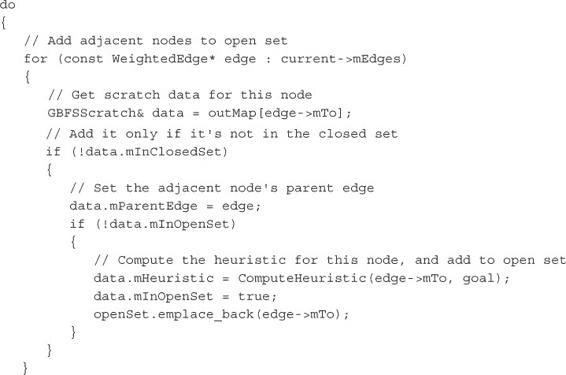 do
{
// Add adjacent nodes to open set
for (const WeightedEdge* edge : current->mEdges)
{
// Get scratch data for this node
GBFSScratch& data = outMap[edge->mTo];
// Add it only if it's not in the closed set
if (!data.mInClosedSet)
{
// Set the adjacent node's parent edge
data.mParentEdge = edge;
if (!data.mInOpenSet)
{
// Compute the heuristic for this node, and add to open set
data.mHeuristic = ComputeHeuristic(edge->mTo, goal);
data.mInOpenSet = true;
openSet.emplace_back(edge->mTo);
}
}
}